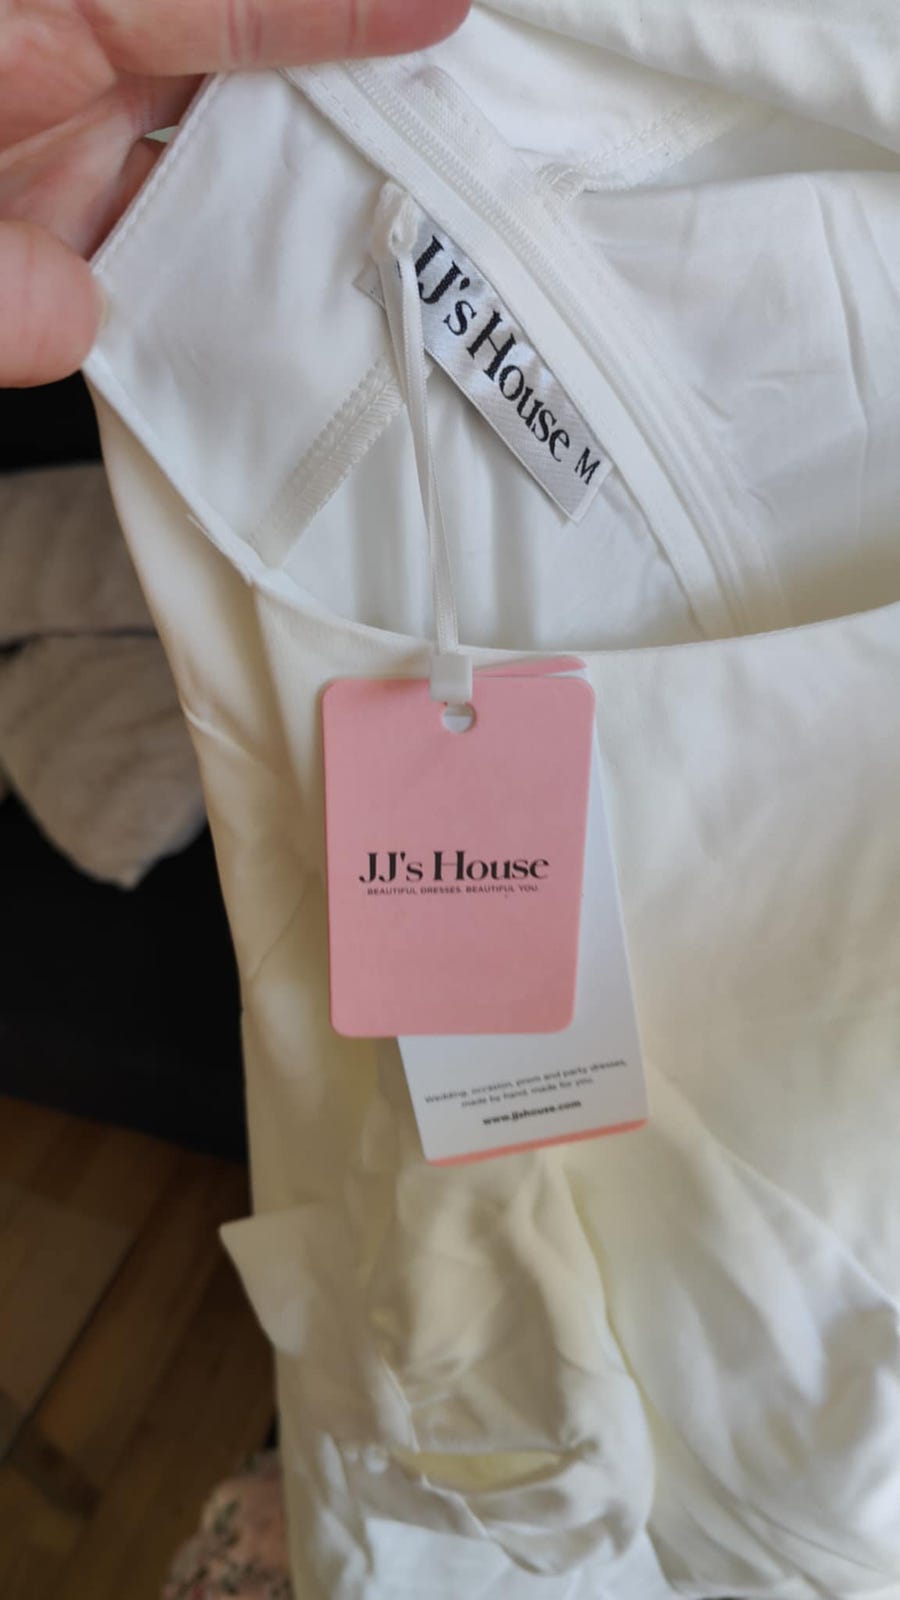 JJ's House M
JJ's House
BEAUTIFUL DRESSES. BEAUTIFUL YOU.
Wedding, occasion, prom and party dresses,
made by hand, made for you.
www.jjshouse.com